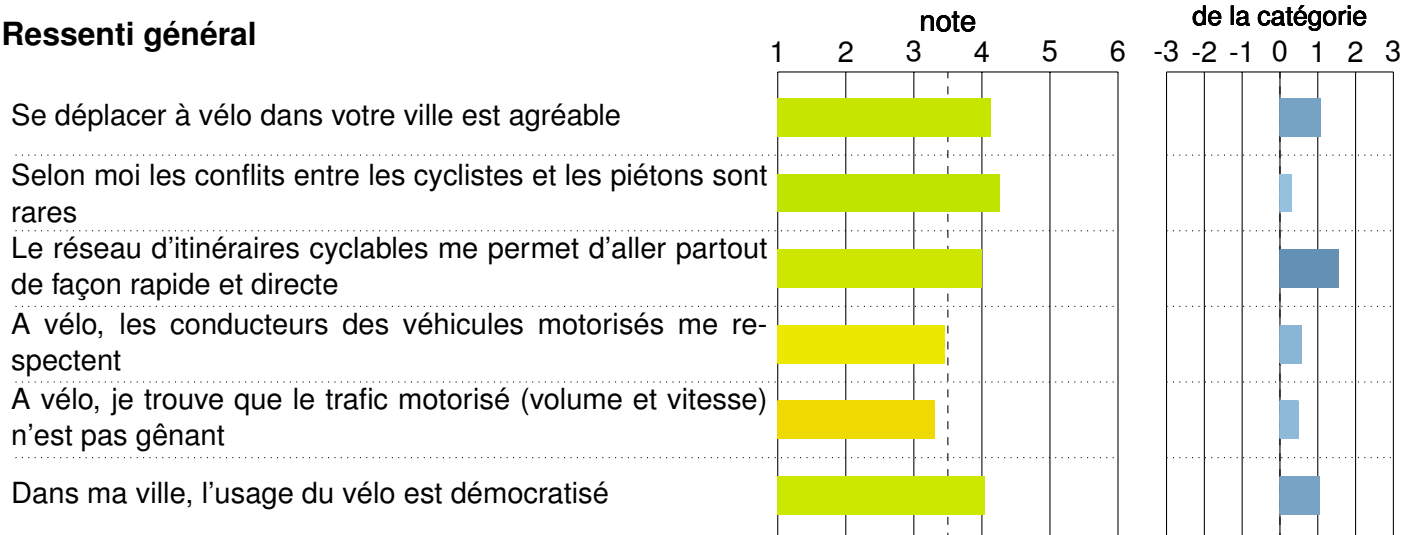 Ressenti général
note
de la catégorie
1 2 3 4 5 6
-3 -2 -1 0 1 2 3
Se déplacer à vélo dans votre ville est agréable
Selon moi les conflits entre les cyclistes et les piétons sont
rares
Le réseau d'itinéraires cyclables me permet d'aller partout
de façon rapide et directe
A vélo, les conducteurs des véhicules motorisés me re-
spectent
A vélo, je trouve que le trafic motorisé (volume et vitesse)
n'est pas gênant
Dans ma ville, l'usage du vélo est démocratisé